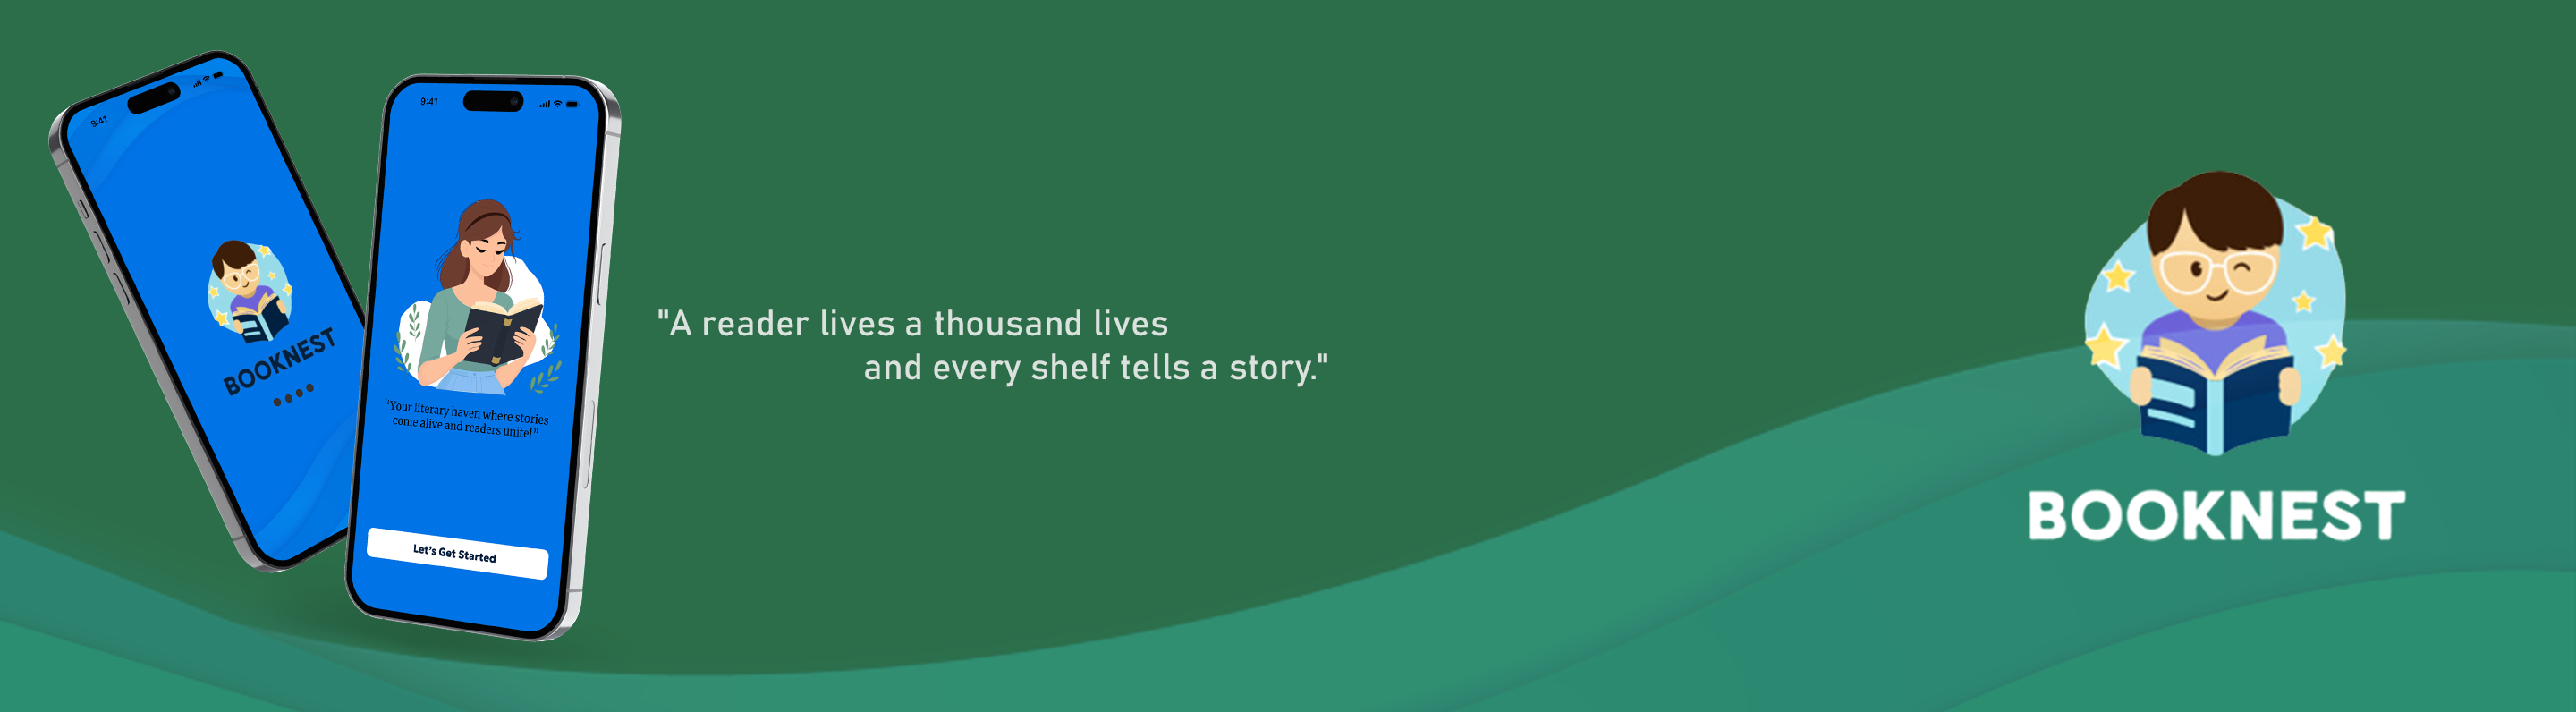 9:41
BOOKNEST
9:41
“Your literary haven where stories
come alive and readers unite!”
Let’s Get Started
"A reader lives a thousand lives
and every shelf tells a story."
BOOKNEST